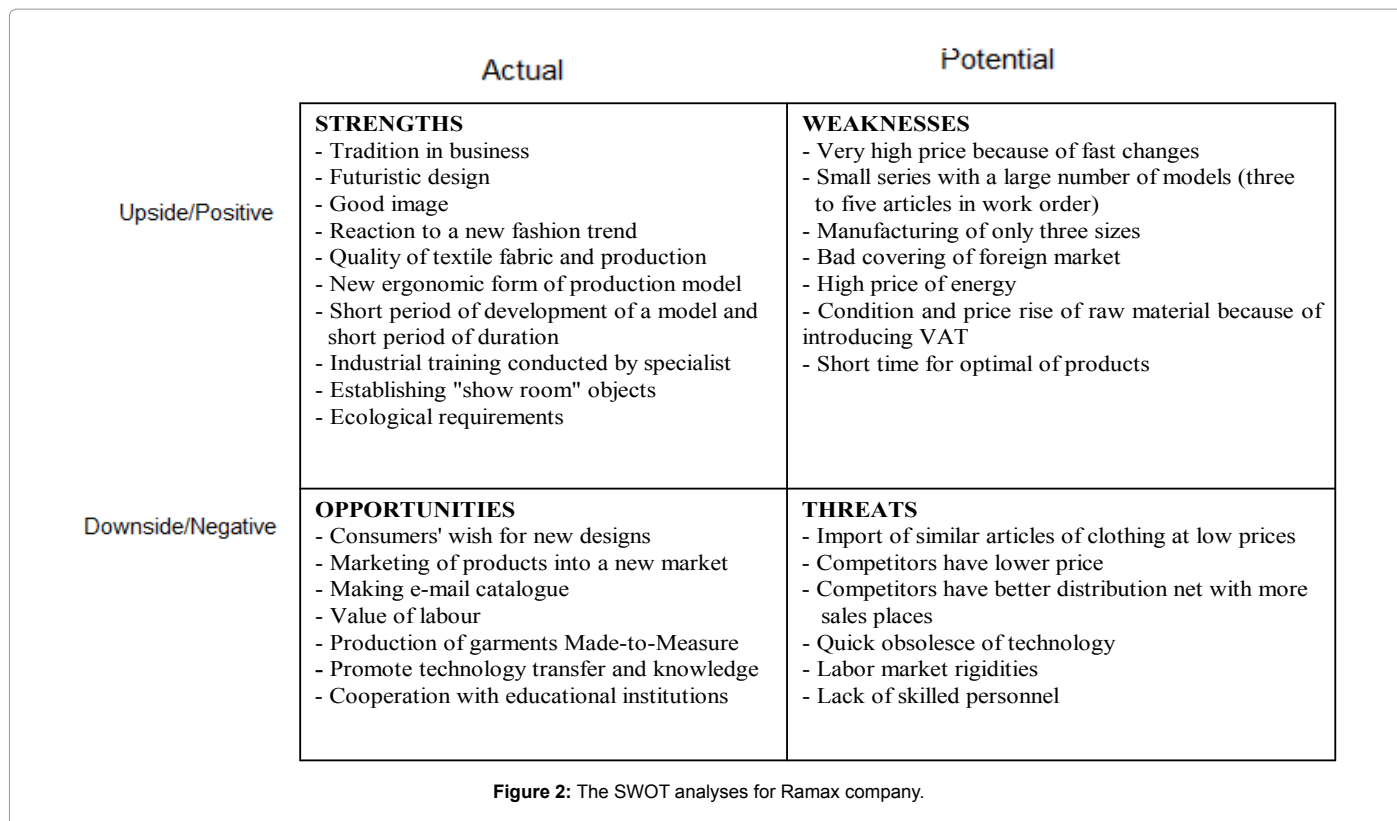 Actual
Potential
Upside/Positive
STRENGTHS
- Tradition in business
- Futuristic design
- Good image
- Reaction to a new fashion trend
- Quality of textile fabric and production
- New ergonomic form of production model
- Short period of development of a model and
short period of duration
- Industrial training conducted by specialist
- Establishing "show room" objects
- Ecological requirements
WEAKNESSES
- Very high price because of fast changes
- Small series with a large number of models (three
to five articles in work order)
- Manufacturing of only three sizes
- Bad covering of foreign market
- High price of energy
- Condition and price rise of raw material because of
introducing VAT
- Short time for optimal of products
Downside/Negative
OPPORTUNITIES
- Consumers' wish for new designs
- Marketing of products into a new market
- Making e-mail catalogue
- Value of labour
- Production of garments Made-to-Measure
- Promote technology transfer and knowledge
- Cooperation with educational institutions
THREATS
- Import of similar articles of clothing at low prices
- Competitors have lower price
- Competitors have better distribution net with more
sales places
- Quick obsolesce of technology
- Labor market rigidities
- Lack of skilled personnel
Figure 2: The SWOT analyses for Ramax company.